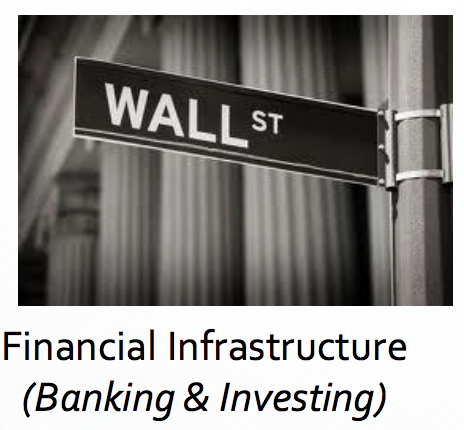 WALL ST
Financial Infrastructure
(Banking & Investing)